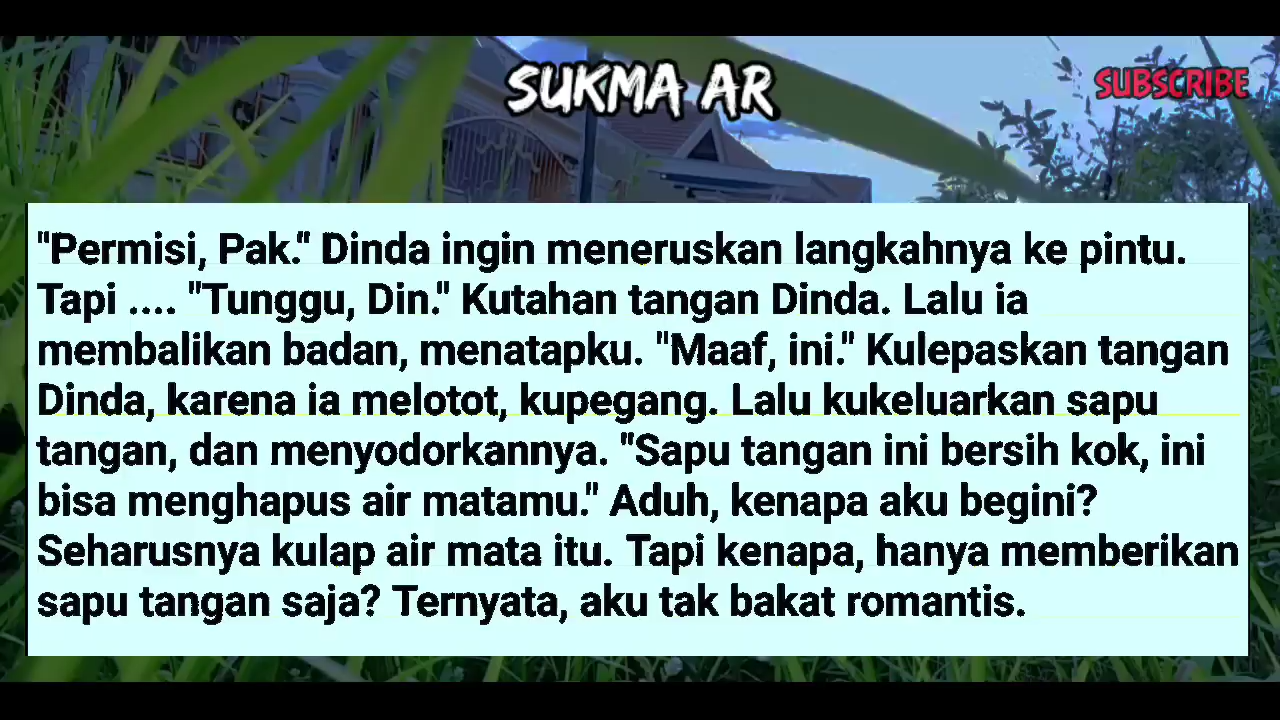 SUKMA AR
SUBSCRIBE
"Permisi, Pak." Dinda ingin meneruskan langkahnya ke pintu.
Tapi .... "Tunggu, Din." Kutahan tangan Dinda. Lalu ia
membalikan badan, menatapku. "Maaf, ini." Kulepaskan tangan
Dinda, karena ia melotot, kupegang. Lalu kukeluarkan sapu
tangan, dan menyodorkannya. "Sapu tangan ini bersih kok, ini
bisa menghapus air matamu." Aduh, kenapa aku begini?
Seharusnya kulap air mata itu. Tapi kenapa, hanya memberikan
sapu tangan saja? Ternyata, aku tak bakat romantis.